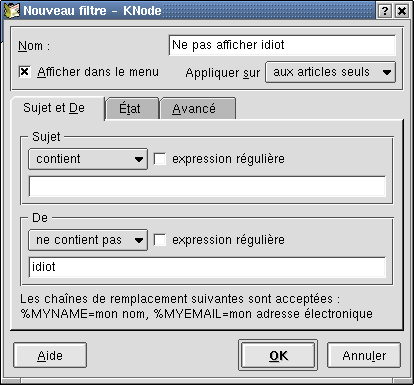 Nouveau filtre - KNode
Nom : Ne pas afficher idiot
Afficher dans le menu Appliquer sur aux articles seuls
Sujet et De État Avancé
Sujet
contient expression régulière
De
ne contient pas expression régulière
idiot
Les chaînes de remplacement suivantes sont acceptées :
%MYNAME=mon nom, %MYEMAIL=mon adresse électronique
Aide OK Annuler